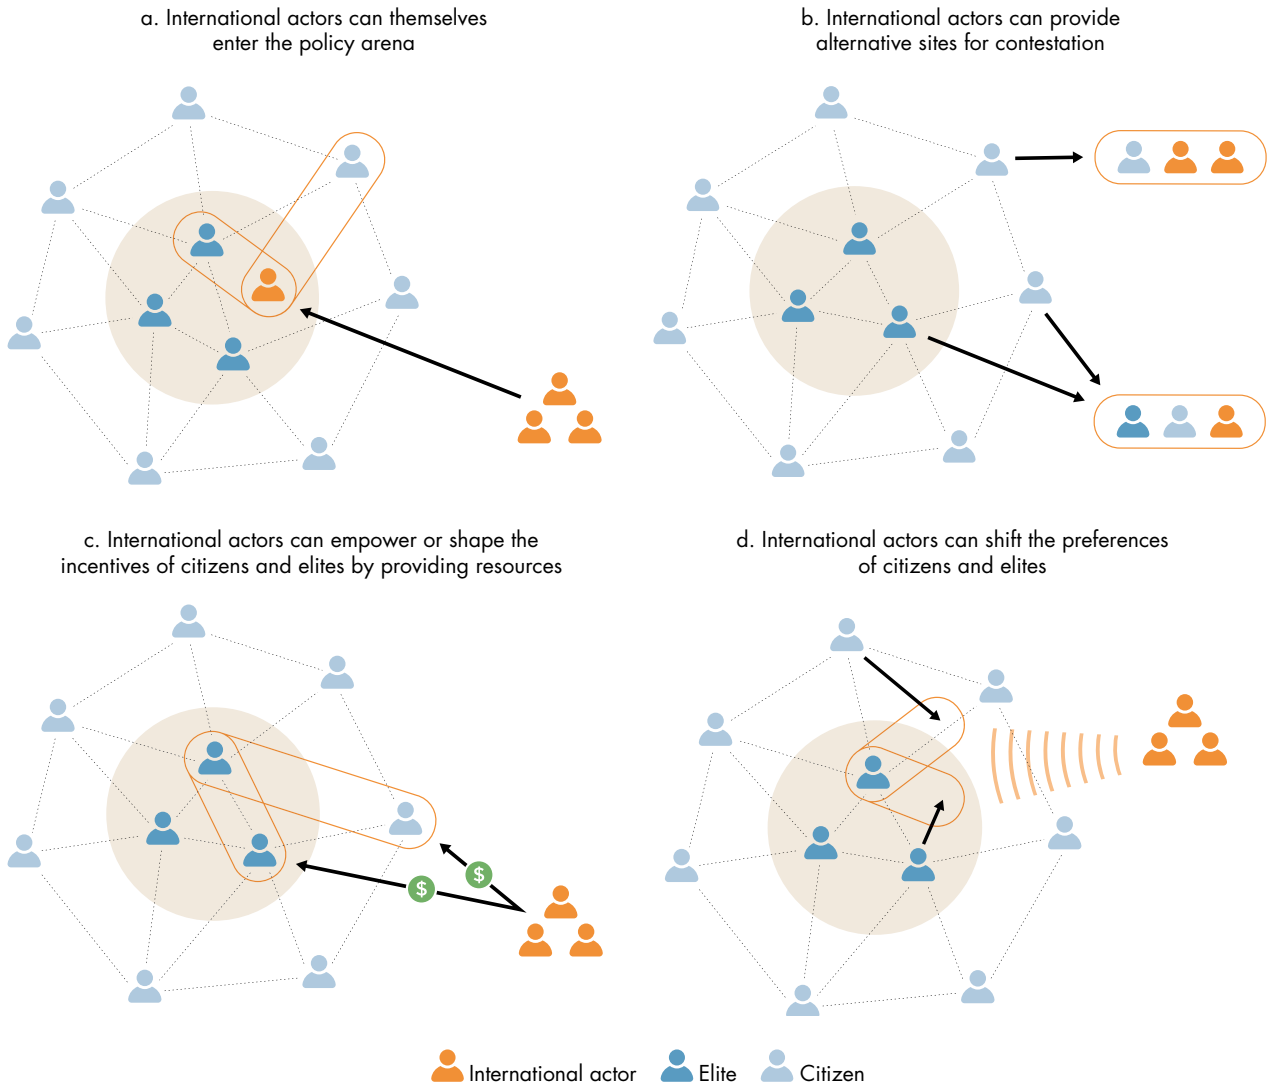 a. International actors can themselves
enter the policy arena
b. International actors can provide
alternative sites for contestation
c. International actors can empower or shape the
incentives of citizens and elites by providing resources
$
$
d. International actors can shift the preferences
of citizens and elites
International actor
Elite
Citizen